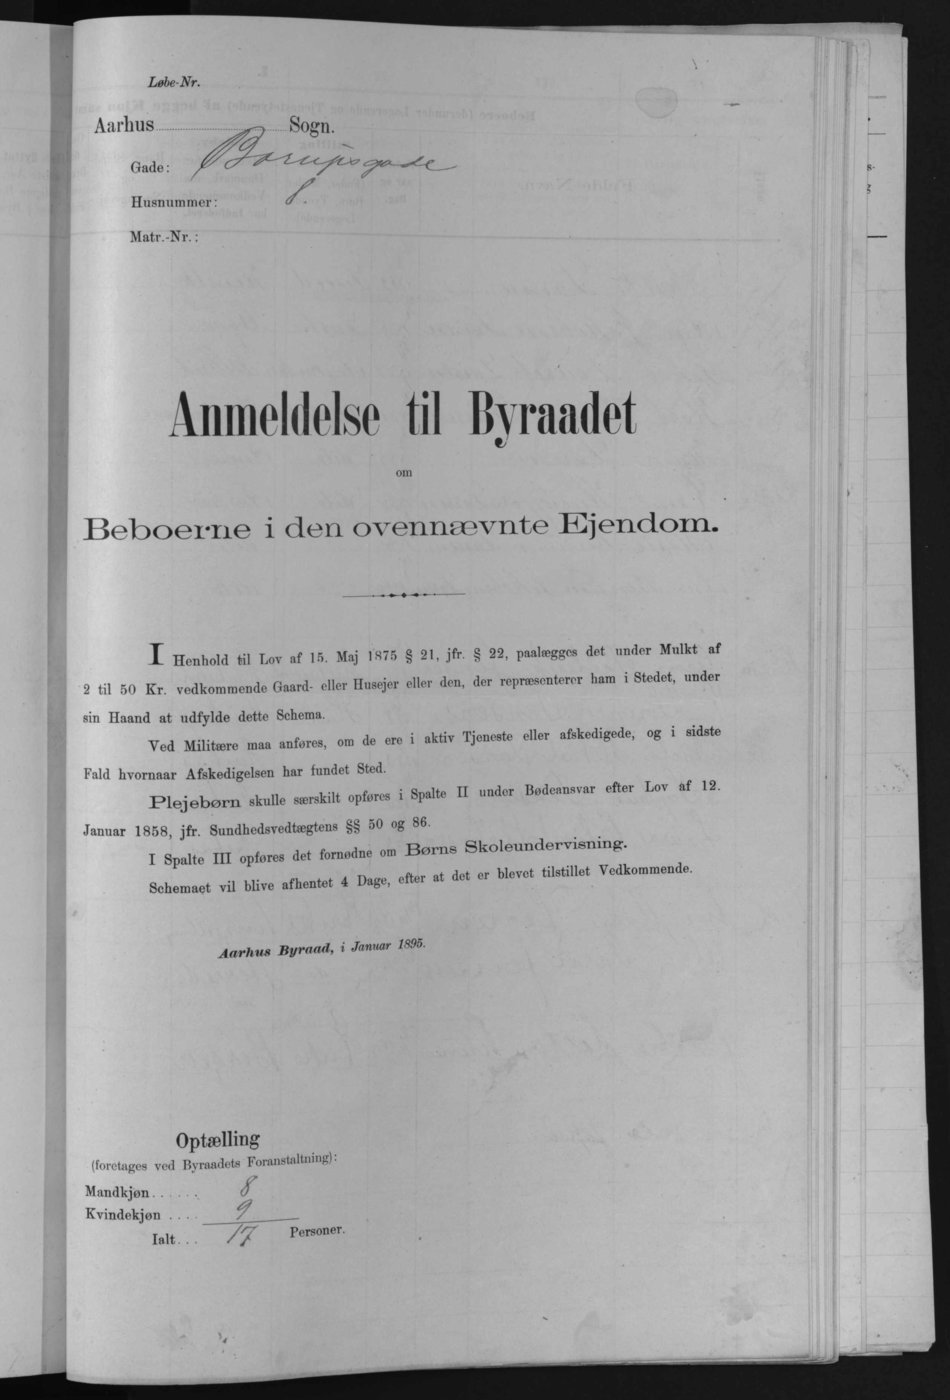 Løbe-Nr.
Aarhus Sogn.
Gade: Borupsgade
Husnummer: 8.
Matr.-Nr.:
Anmeldelse til Byraadet
om
Beboerne i den ovennævnte Ejendom.
I Henhold til Lov af 15. Maj 1875 § 21, jfr. § 22, paalægges det under Mulkt af
2 til 50 Kr. vedkommende Gaard- eller Husejer eller den, der repræsenterer ham i Stedet, under
sin Haand at udfylde dette Schema.
Ved Militære maa anføres, om de ere i aktiv Tjeneste eller afskedigede, og i sidste
Fald hvornaar Afskedigelsen har fundet Sted.
Plejebørn skulle særskilt opføres i Spalte II under Bødeansvar efter Lov af 12.
Januar 1858, jfr. Sundhedsvedtægtens §§ 50 og 86.
I Spalte III opføres det fornødne om Børns Skoleundervisning.
Schemaet vil blive afhentet 4 Dage, efter at det er blevet tilstillet Vedkommende.
Aarhus Byraad, i Januar 1895.
Optælling
(foretages ved Byraadets Foranstaltning):
Mandkjøn...... 8
Kvindekjøn .... 9
Ialt... 17 Personer.